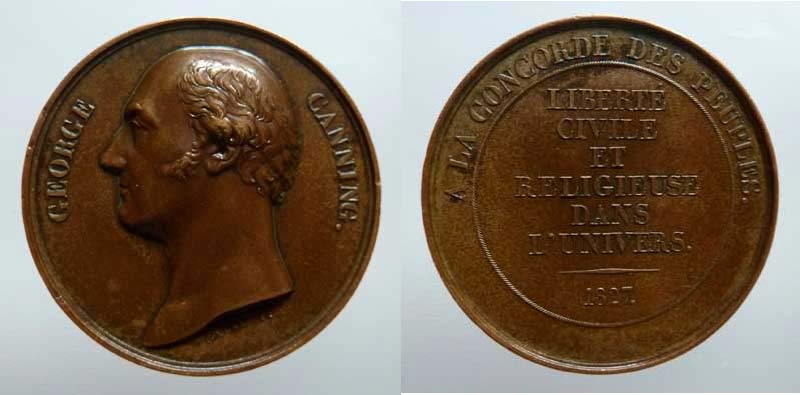 GEORGE CANNING.
A LA CONCORDE DES PEUPLES.
LIBERTÉ
CIVILE
ET
RELIGIEUSE
DANS
L'UNIVERS.
1827.